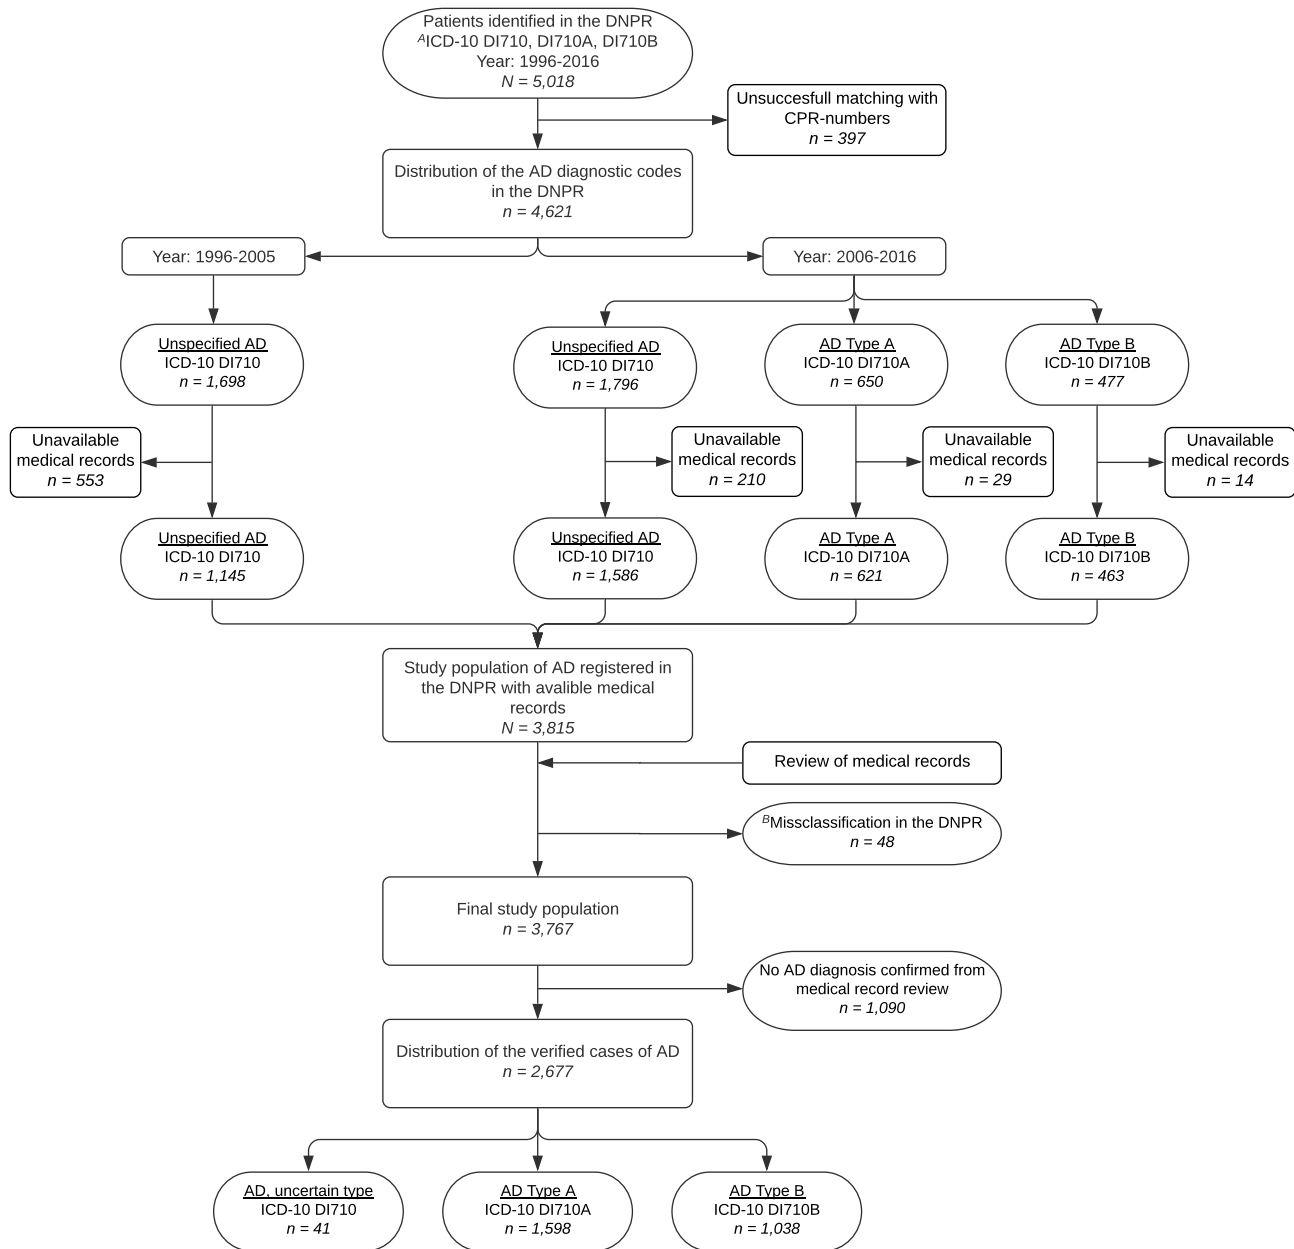 Patients identified in the DNPR
AICD-10 DI710, DI710A, DI710B
Year: 1996-2016
N = 5,018
Unsuccesfull matching with
CPR-numbers
n = 397
Distribution of the AD diagnostic codes
in the DNPR
n = 4,621
Year: 1996-2005
Year: 2006-2016
Unspecified AD
ICD-10 DI710
n = 1,698
Unspecified AD
ICD-10 DI710
n = 1,796
AD Type A
ICD-10 DI710A
n = 650
AD Type B
ICD-10 DI710B
n = 477
Unavailable
medical records
n = 553
Unavailable
medical records
n = 210
Unavailable
medical records
n = 29
Unavailable
medical records
n = 14
Unspecified AD
ICD-10 DI710
n = 1,145
Unspecified AD
ICD-10 DI710
n = 1,586
AD Type A
ICD-10 DI710A
n = 621
AD Type B
ICD-10 DI710B
n = 463
Study population of AD registered in
the DNPR with avalible medical
records
N = 3,815
Review of medical records
BMissclassification in the DNPR
n = 48
Final study population
n = 3,767
No AD diagnosis confirmed from
medical record review
n = 1,090
Distribution of the verified cases of AD
n = 2,677
AD, uncertain type
ICD-10 DI710
n = 41
AD Type A
ICD-10 DI710A
n = 1,598
AD Type B
ICD-10 DI710B
n = 1,038